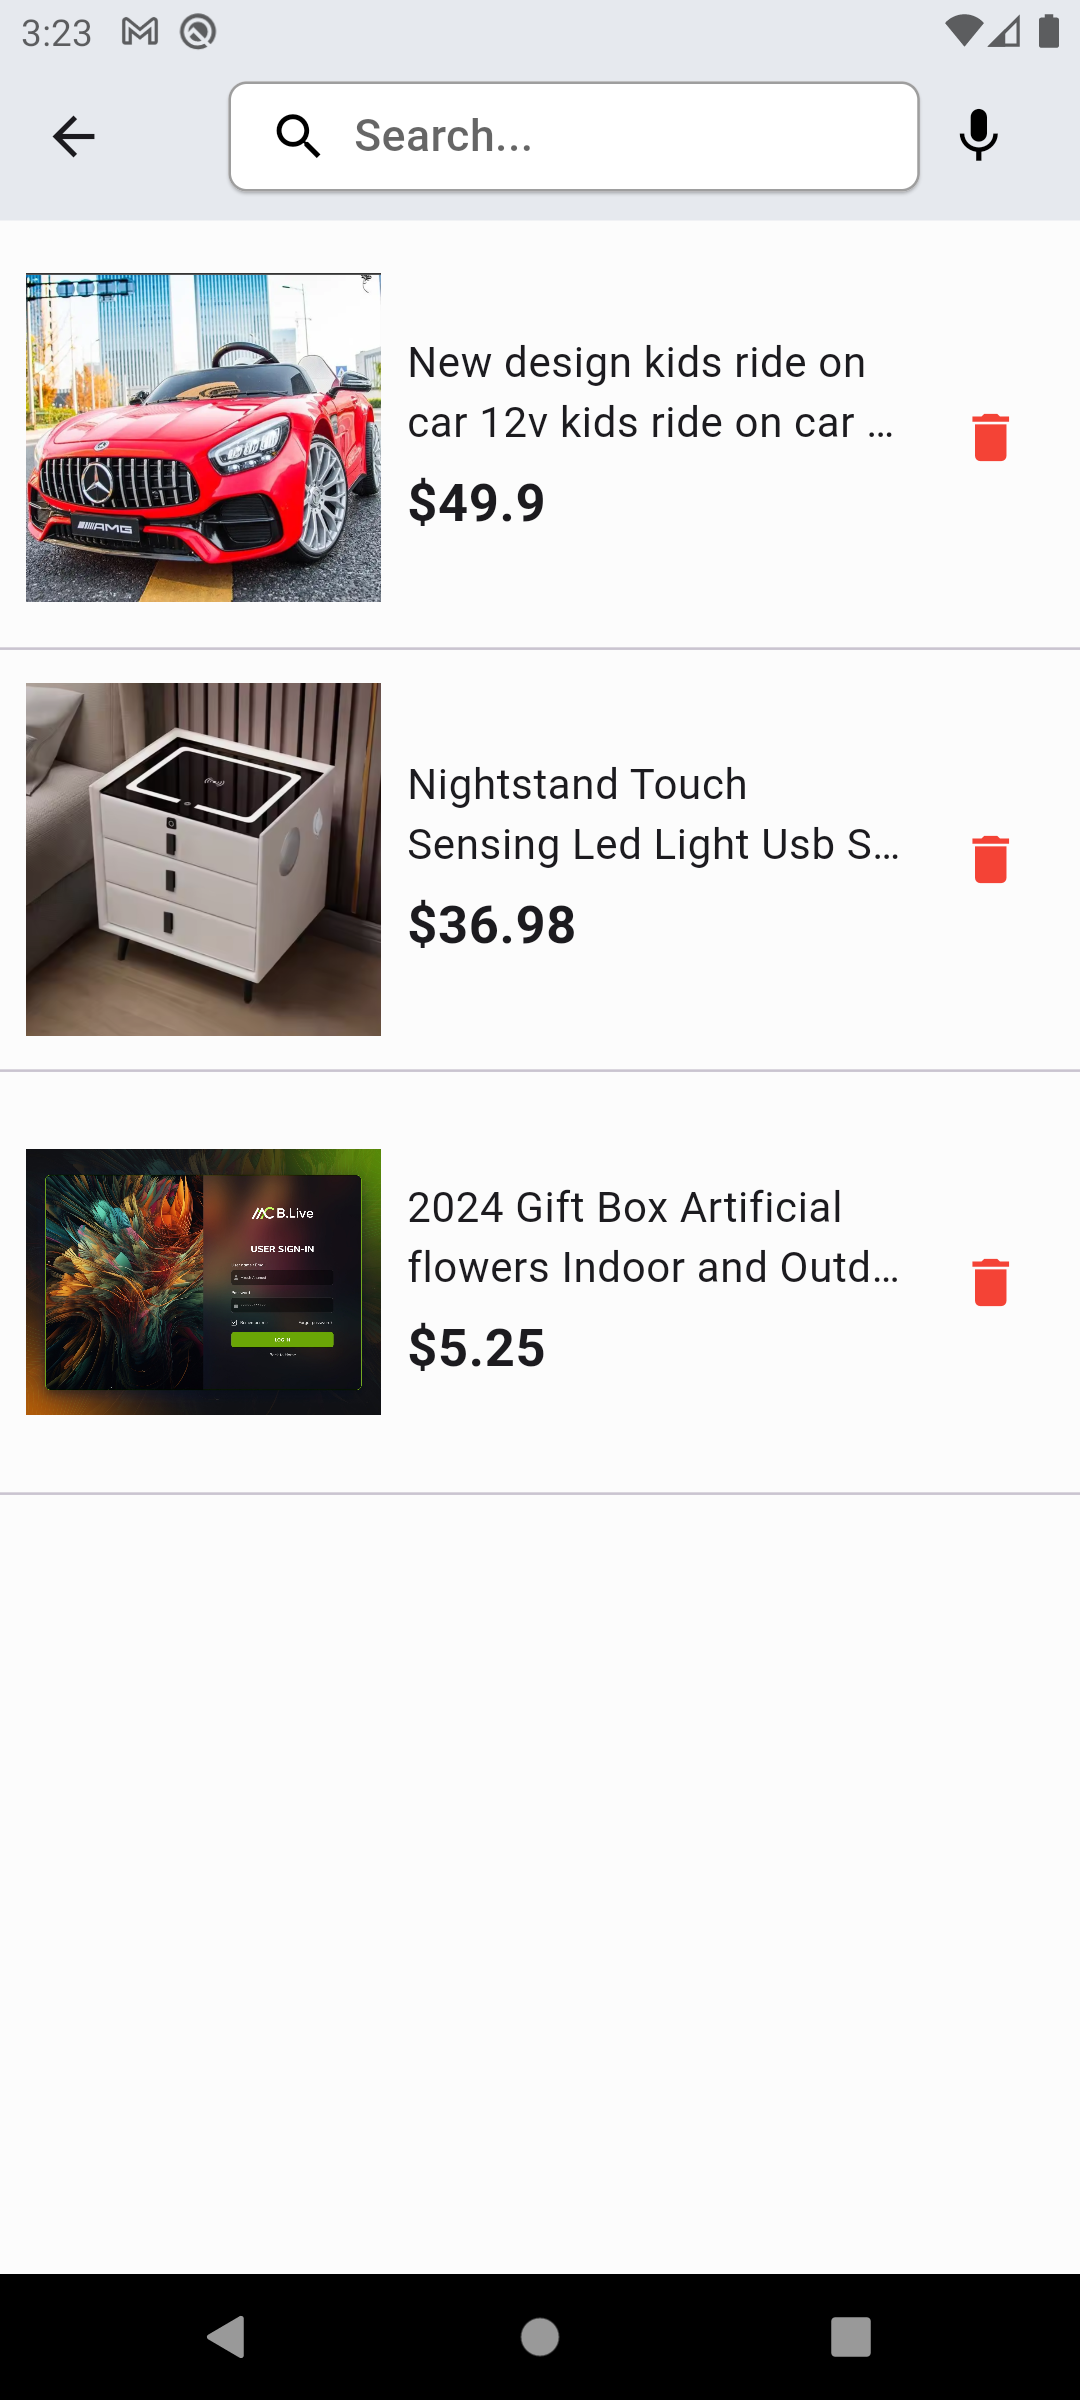 3:23
Search...
New design kids ride on
car 12v kids ride on car ...
$49.9
AMG
Nightstand Touch
Sensing Led Light Usb S...
$36.98
B.Live
USER SIGN-IN
LOG IN
2024 Gift Box Artificial
flowers Indoor and Outd...
$5.25